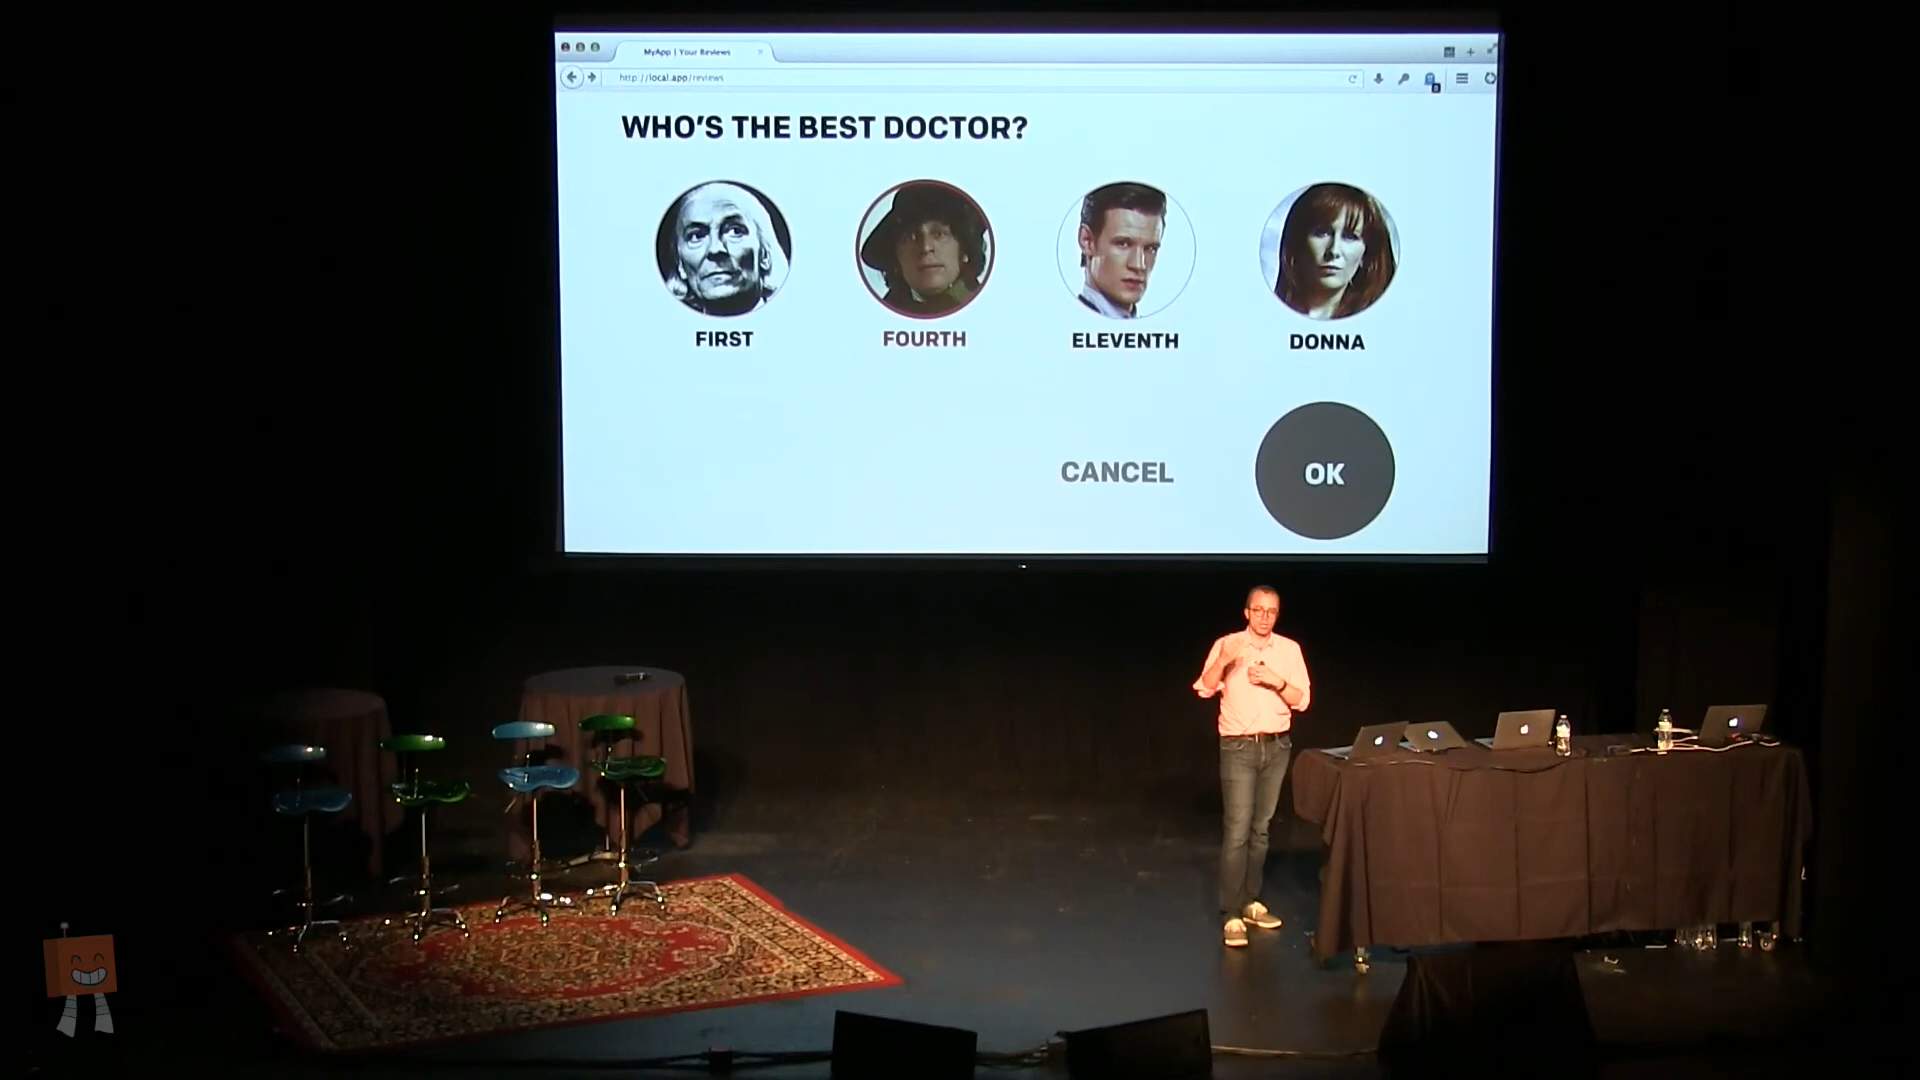 MyApp | Your Reviews
http://local.app/reviews
WHO'S THE BEST DOCTOR?
FIRST
FOURTH
ELEVENTH
DONNA
CANCEL
OK